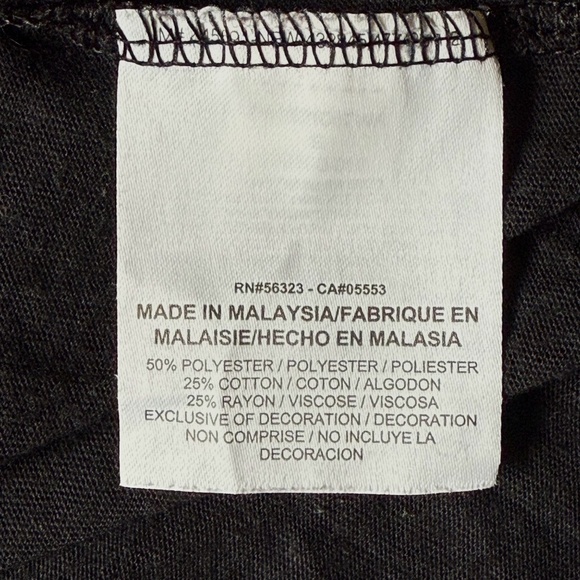 RN#56323 - CA#05553
MADE IN MALAYSIA/FABRIQUE EN
MALAISIE/HECHO EN MALASIA
50% POLYESTER / POLYESTER / POLIESTER
25% COTTON / COTON / ALGODON
25% RAYON / VISCOSE / VISCOSA
EXCLUSIVE OF DECORATION / DECORATION
NON COMPRISE / NO INCLUYE LA
DECORACION